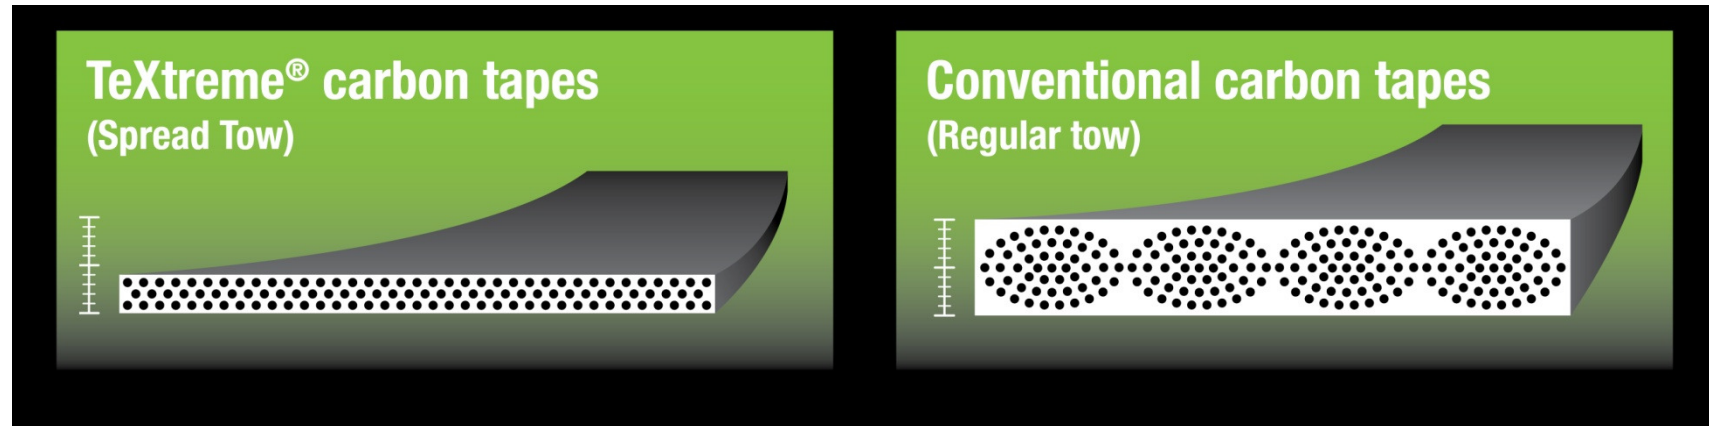 TeXtreme® carbon tapes
(Spread Tow)
Conventional carbon tapes
(Regular tow)